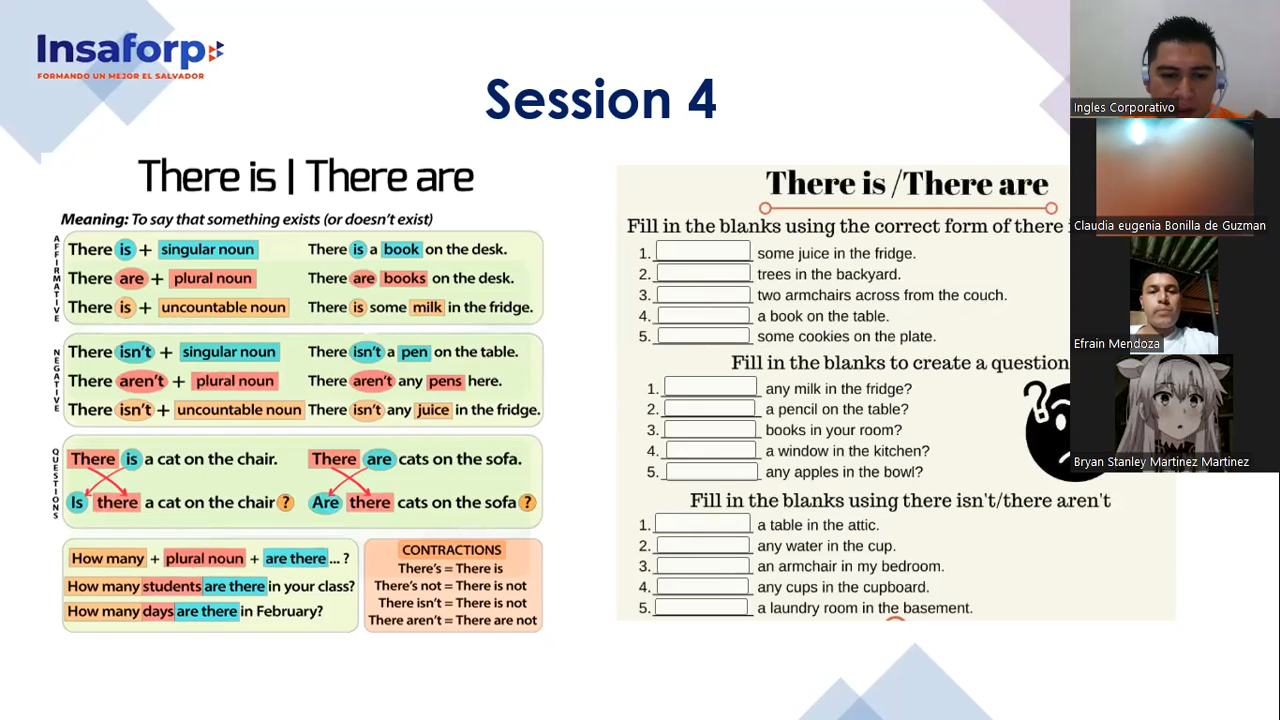 Insaforp
FORMANDO UN MEJOR EL SALVADOR
Session 4
There is | There are
Meaning: To say that something exists (or doesn't exist)
AFFIRMATIVE
There is + singular noun There is a book on the desk.
There are + plural noun There are books on the desk.
There is + uncountable noun There is some milk in the fridge.
NEGATIVE
There isn't + singular noun There isn't a pen on the table.
There aren't + plural noun There aren't any pens here.
There isn't + uncountable noun There isn't any juice in the fridge.
QUESTIONS
There is a cat on the chair. There are cats on the sofa.
Is there a cat on the chair ? Are there cats on the sofa ?
How many + plural noun + are there ... ?
How many students are there in your class?
How many days are there in February?
CONTRACTIONS
There's = There is
There's not = There is not
There isn't = There is not
There aren't = There are not
There is /There are
Fill in the blanks using the correct form of there
1. some juice in the fridge.
2. trees in the backyard.
3. two armchairs across from the couch.
4. a book on the table.
5. some cookies on the plate.
Fill in the blanks to create a question
1. any milk in the fridge?
2. a pencil on the table?
3. books in your room?
4. a window in the kitchen?
5. any apples in the bowl?
Fill in the blanks using there isn't/there aren't
1. a table in the attic.
2. any water in the cup.
3. an armchair in my bedroom.
4. any cups in the cupboard.
5. a laundry room in the basement.
Ingles Corporativo
Claudia eugenia Bonilla de Guzman
Efrain Mendoza
Bryan Stanley Martinez Martinez